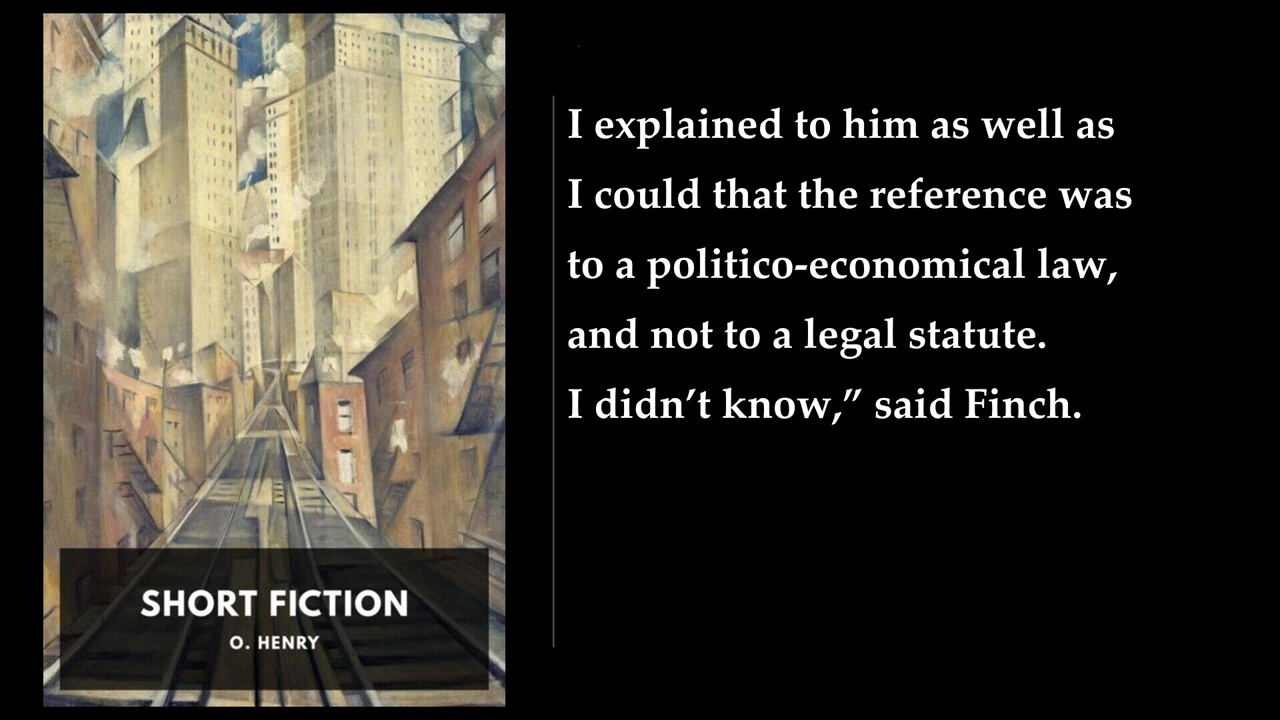 SHORT FICTION
O. HENRY
I explained to him as well as
I could that the reference was
to a politico-economical law,
and not to a legal statute.
I didn’t know,” said Finch.